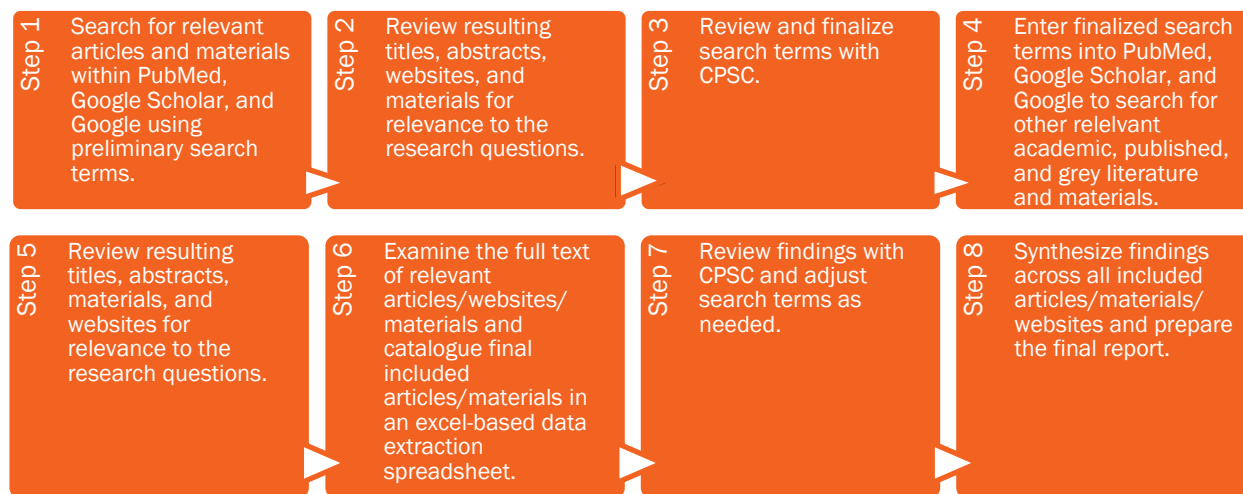 Step 1
Search for relevant
articles and materials
within PubMed,
Google Scholar, and
Google using
preliminary search
terms.
Step 2
Review resulting
titles, abstracts,
websites, and
materials for
relevance to the
research questions.
Step 3
Review and finalize
search terms with
CPSC.
Step 4
Enter finalized search
terms into PubMed,
Google Scholar, and
Google to search for
other relelvant
academic, published,
and grey literature
and materials.
Step 5
Review resulting
titles, abstracts,
materials, and
websites for
relevance to the
research questions.
Step 6
Examine the full text
of relevant
articles/websites/
materials and
catalogue final
included
articles/materials in
an excel-based data
extraction
spreadsheet.
Step 7
Review findings with
CPSC and adjust
search terms as
needed.
Step 8
Synthesize findings
across all included
articles/materials/
websites and prepare
the final report.